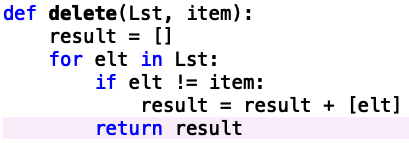 def delete(Lst, item):
    result = []
    for elt in Lst:
        if elt != item:
            result = result + [elt]
        return result